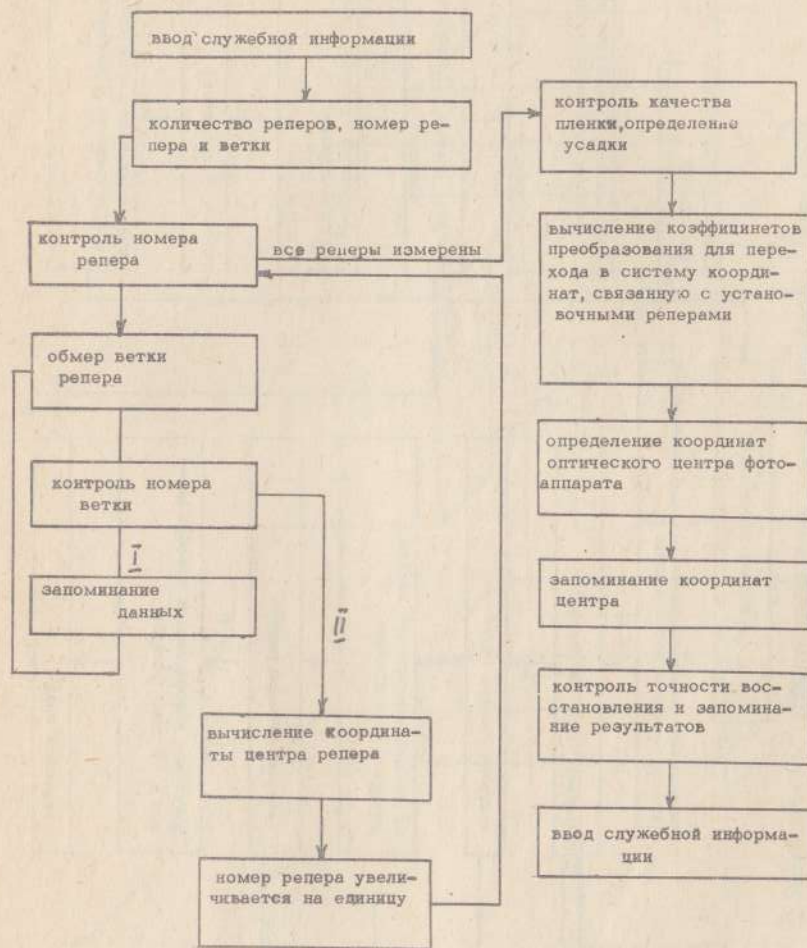 ввод служебной информации
количество реперов, номер ре-
пера и ветки
контроль номера
репера
все реперы измерены
обмер ветки
репера
контроль номера
ветки
I
запоминание
данных
II
вычисление координа-
ты центра репера
номер репера увели-
чивается на единицу
контроль качества
пленки,определение
усадки
вычисление коэффицинетов
преобразования для пере-
хода в систему коорди-
нат, связанную с устано-
вочными реперами
определение координат
оптического центра фото-
аппарата
запоминание координат
центра
контроль точности вос-
становления и запомина-
ние результатов
ввод служебной информа-
ции